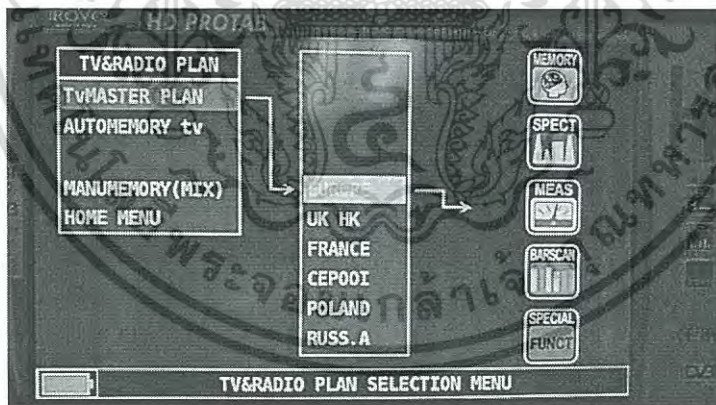 ROVER
HD PROTAB
TV&RADIO PLAN
TvMASTER PLAN
AUTOMEMORY tv
MANUMEMORY(MIX)
HOME MENU
EUROPE
UK HK
FRANCE
CEPOOI
POLAND
RUSS.A
MEMORY
SPECT
MEAS
BARSCAN
SPECIAL
FUNCT
TV&RADIO PLAN SELECTION MENU